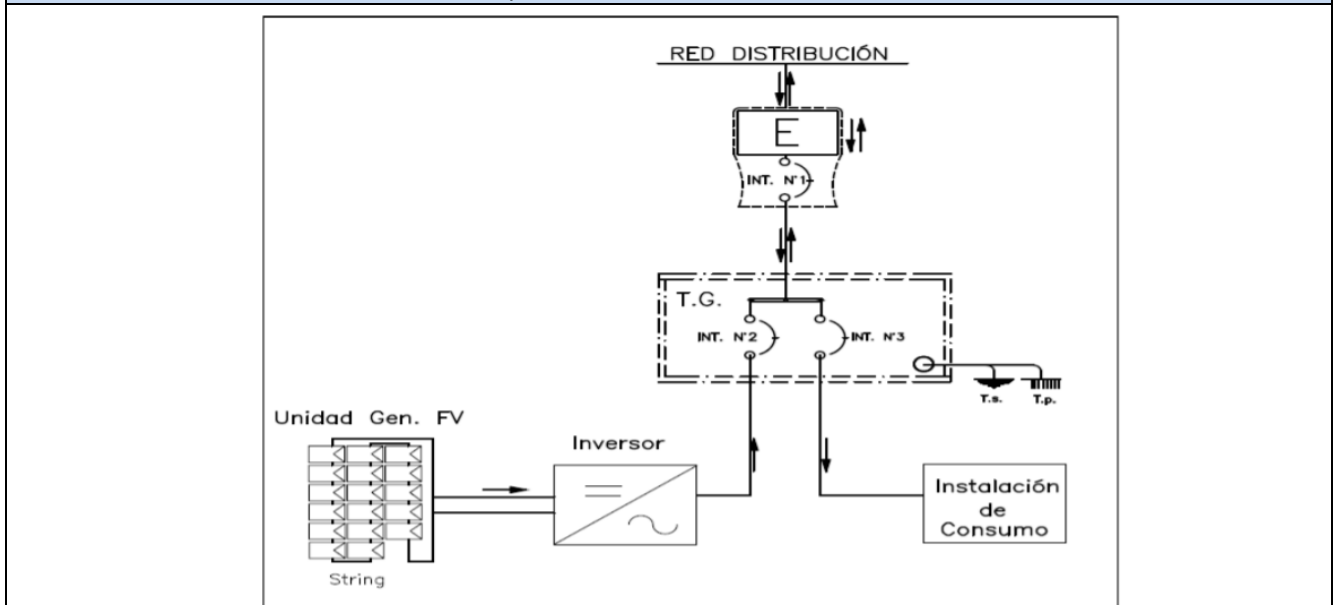 RED DISTRIBUCIÓN
E
INT. N°1
T.G.
INT. N°2
INT. N°3
T.s.
T.p.
Unidad Gen. FV
Inversor
Instalación
de
Consumo
String